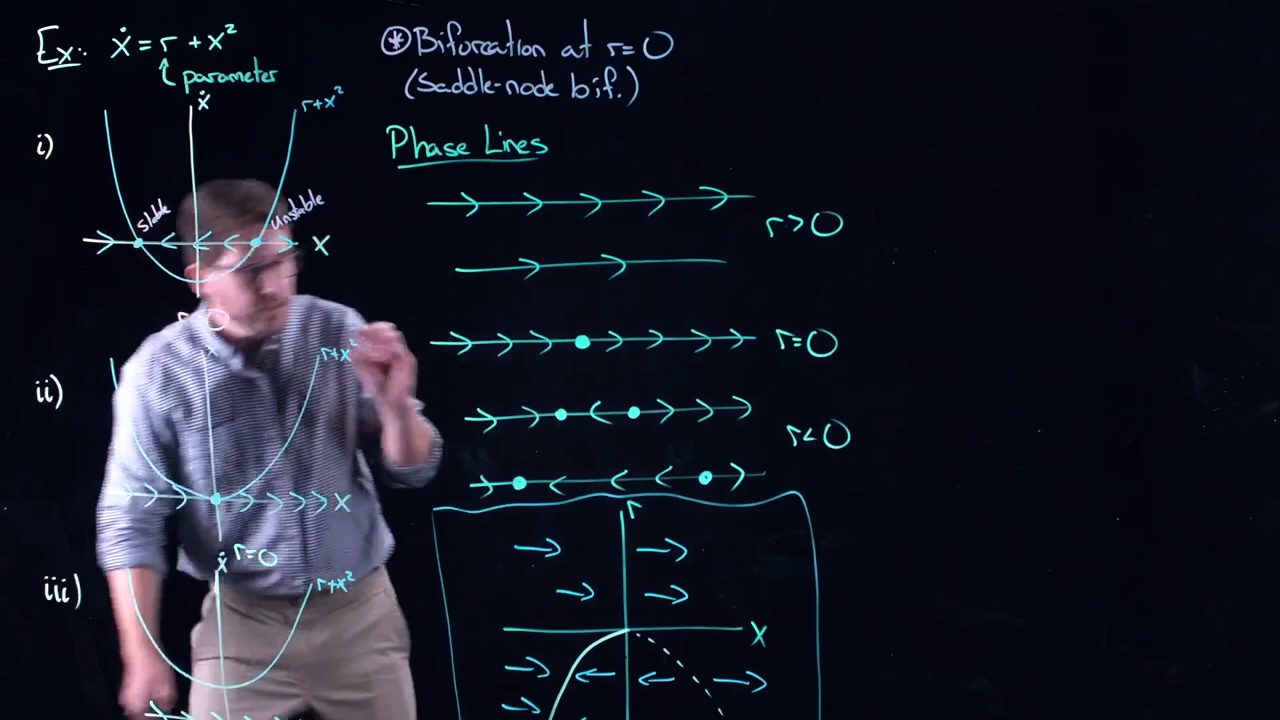 Ex: ẋ = r + x²
parameter
ẋ
r+x²
i)
Stable
Unstable
x
r+x²
ii)
x
r=0
ẋ
r+x²
iii)
* Bifurcation at r=0
(Saddle-node bif.)
Phase Lines
r>0
r=0
r<0
r
x